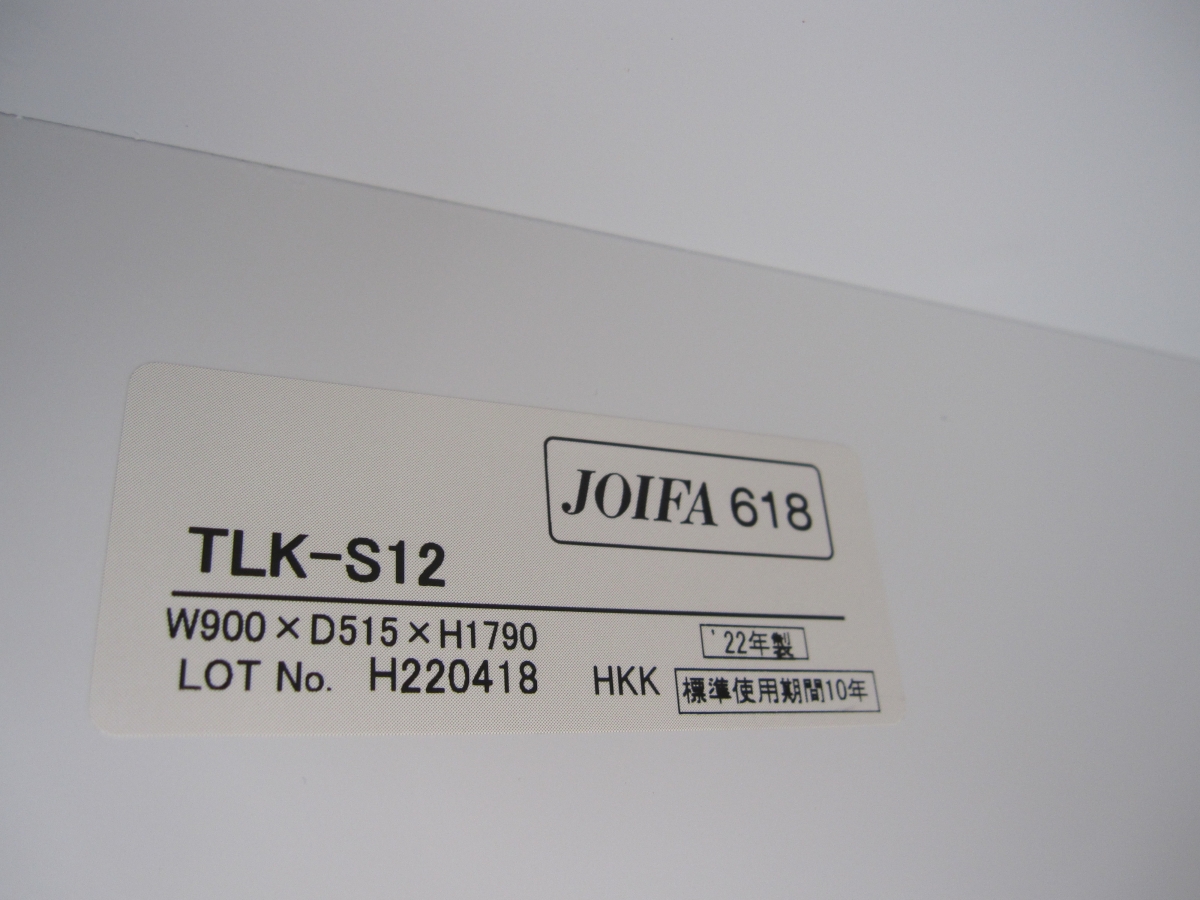 JOIFA 618
TLK-S12
W900×D515×H1790
'22年製
LOT No. H220418 HKK
標準使用期間10年